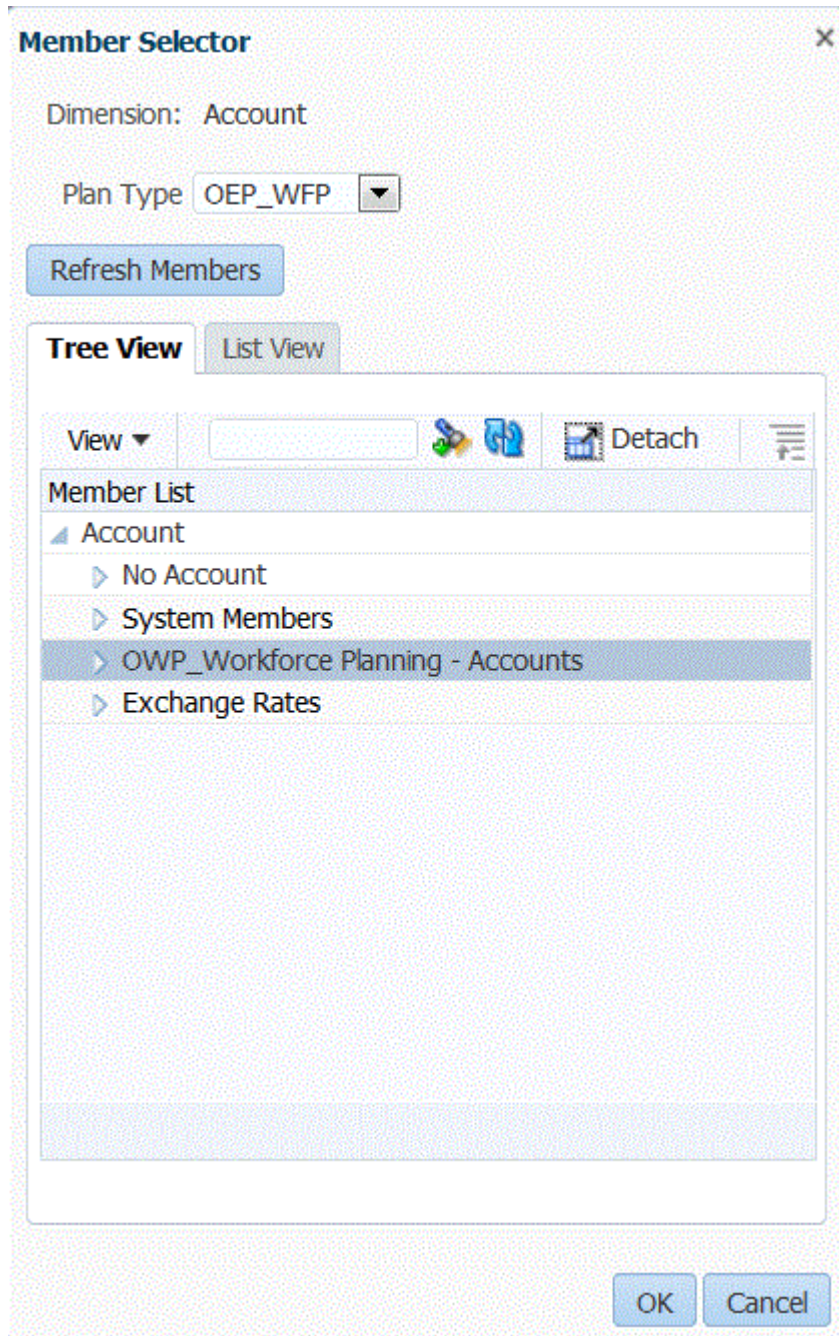 Member Selector
Dimension: Account
Plan Type OEP_WFP
Refresh Members
Tree View List View
View Detach
Member List
Account
No Account
System Members
OWP_Workforce Planning - Accounts
Exchange Rates
OK Cancel